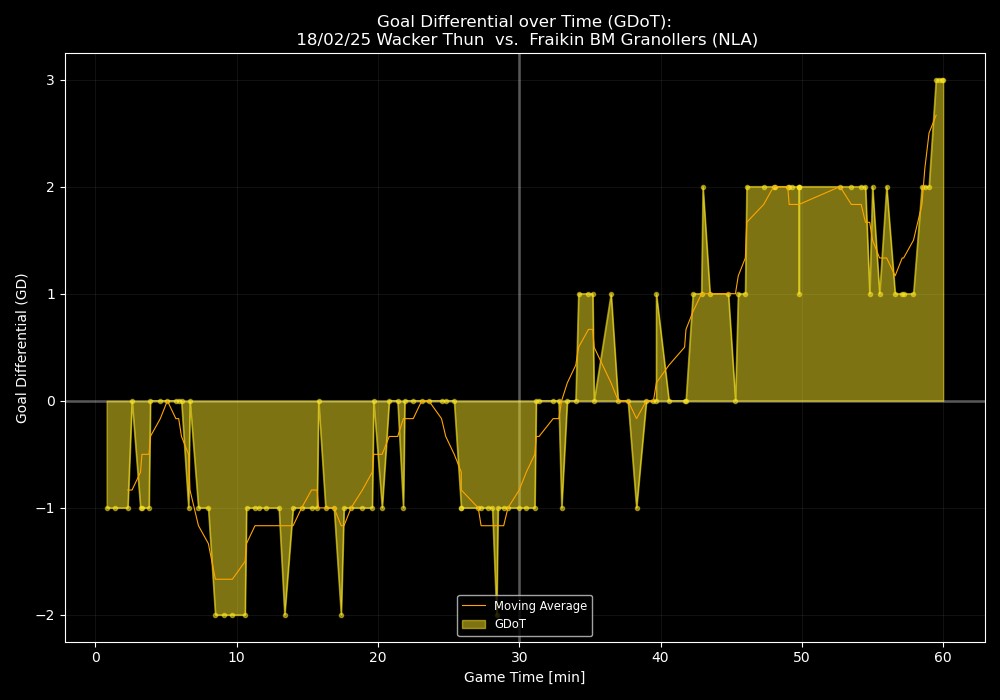 Goal Differential over Time (GDoT):
18/02/25 Wacker Thun  vs.  Fraikin BM Granollers (NLA)
Goal Differential (GD)
3
2
1
0
−1
−2
0 10 20 30 40 50 60
Game Time [min]
Moving Average
GDoT